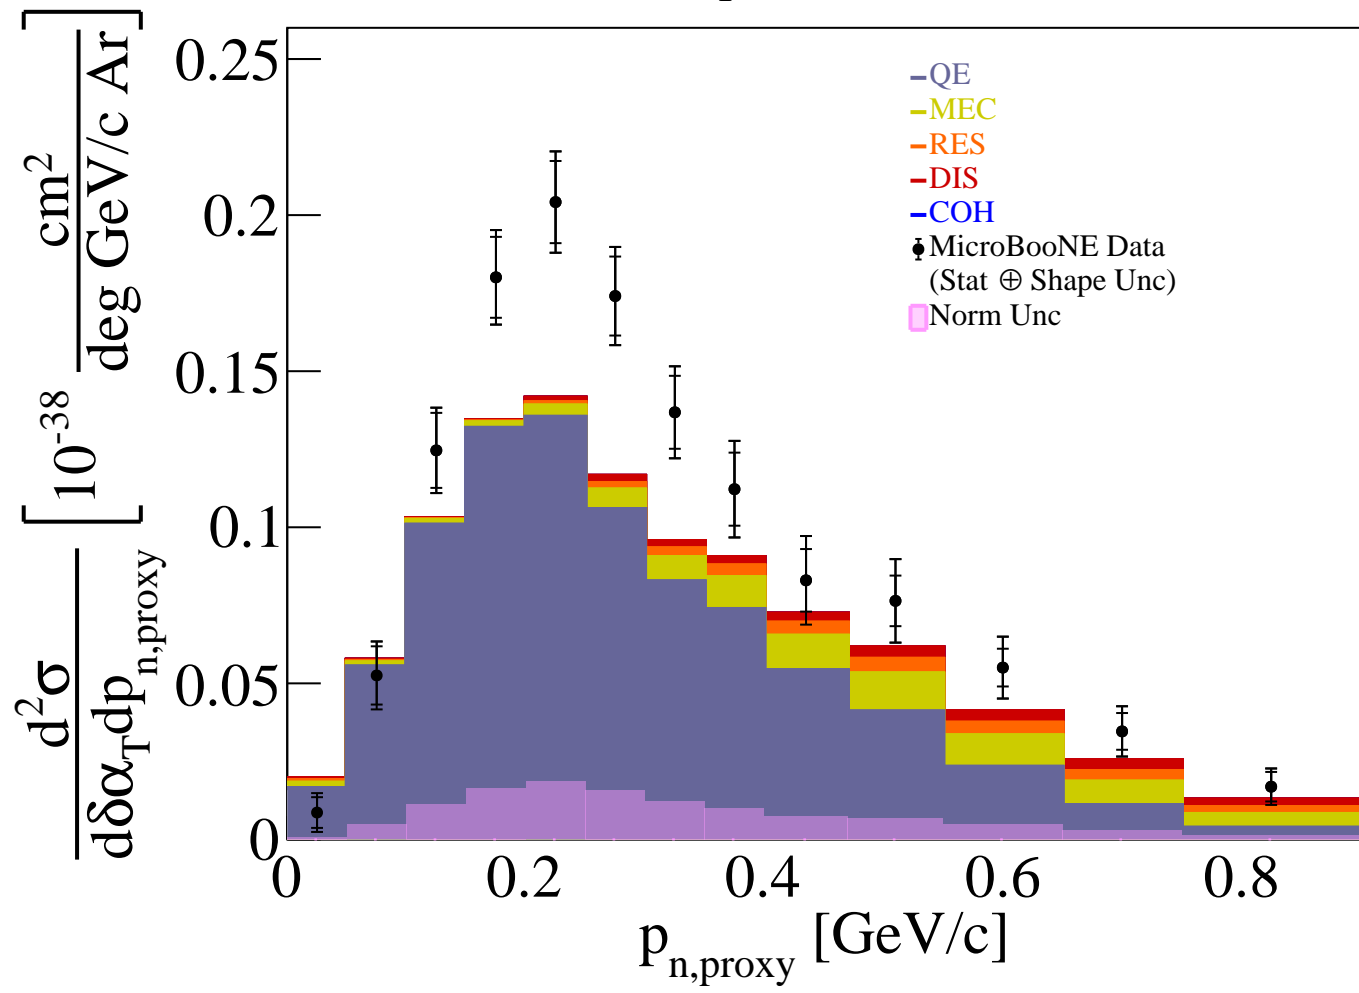 d²σ / dδα_T dp_{n,proxy} [10^{-38} cm² / deg GeV/c Ar]
0.25
0.2
0.15
0.1
0.05
0
QE
MEC
RES
DIS
COH
MicroBooNE Data
(Stat ⊕ Shape Unc)
Norm Unc
0 0.2 0.4 0.6 0.8
p_{n,proxy} [GeV/c]